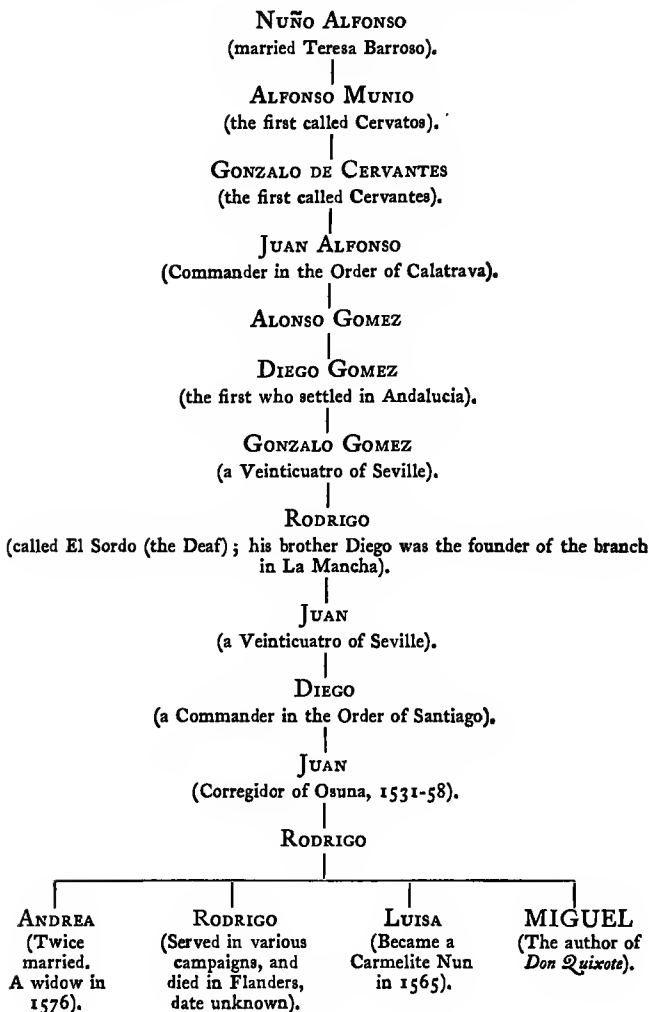 Nuño Alfonso
(married Teresa Barroso).
Alfonso Munio
(the first called Cervatos).
Gonzalo de Cervantes
(the first called Cervantes).
Juan Alfonso
(Commander in the Order of Calatrava).
Alonso Gomez
Diego Gomez
(the first who settled in Andalucia).
Gonzalo Gomez
(a Veinticuatro of Seville).
Rodrigo
(called El Sordo (the Deaf); his brother Diego was the founder of the branch
in La Mancha).
Juan
(a Veinticuatro of Seville).
Diego
(a Commander in the Order of Santiago).
Juan
(Corregidor of Osuna, 1531-58).
Rodrigo
Andrea
(Twice
married.
A widow in
1576).
Rodrigo
(Served in various
campaigns, and
died in Flanders,
date unknown).
Luisa
(Became a
Carmelite Nun
in 1565).
MIGUEL
(The author of
Don Quixote).